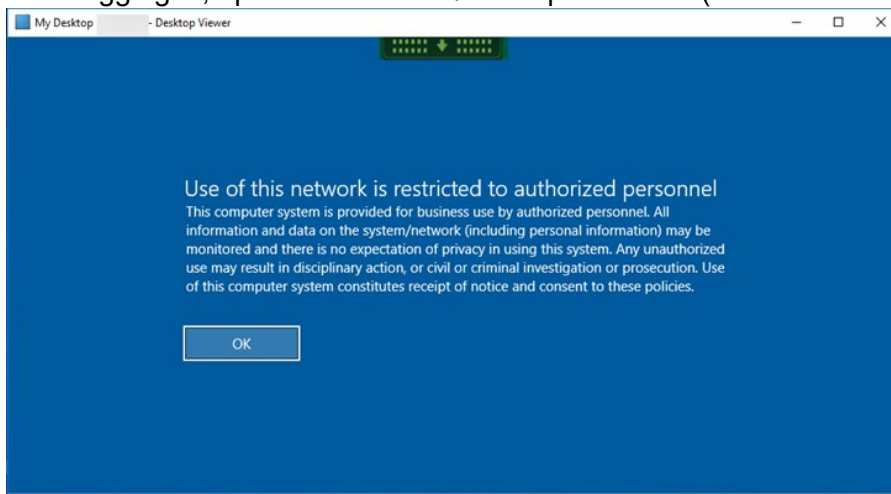 My Desktop - Desktop Viewer
Use of this network is restricted to authorized personnel
This computer system is provided for business use by authorized personnel. All
information and data on the system/network (including personal information) may be
monitored and there is no expectation of privacy in using this system. Any unauthorized
use may result in disciplinary action, or civil or criminal investigation or prosecution. Use
of this computer system constitutes receipt of notice and consent to these policies.
OK